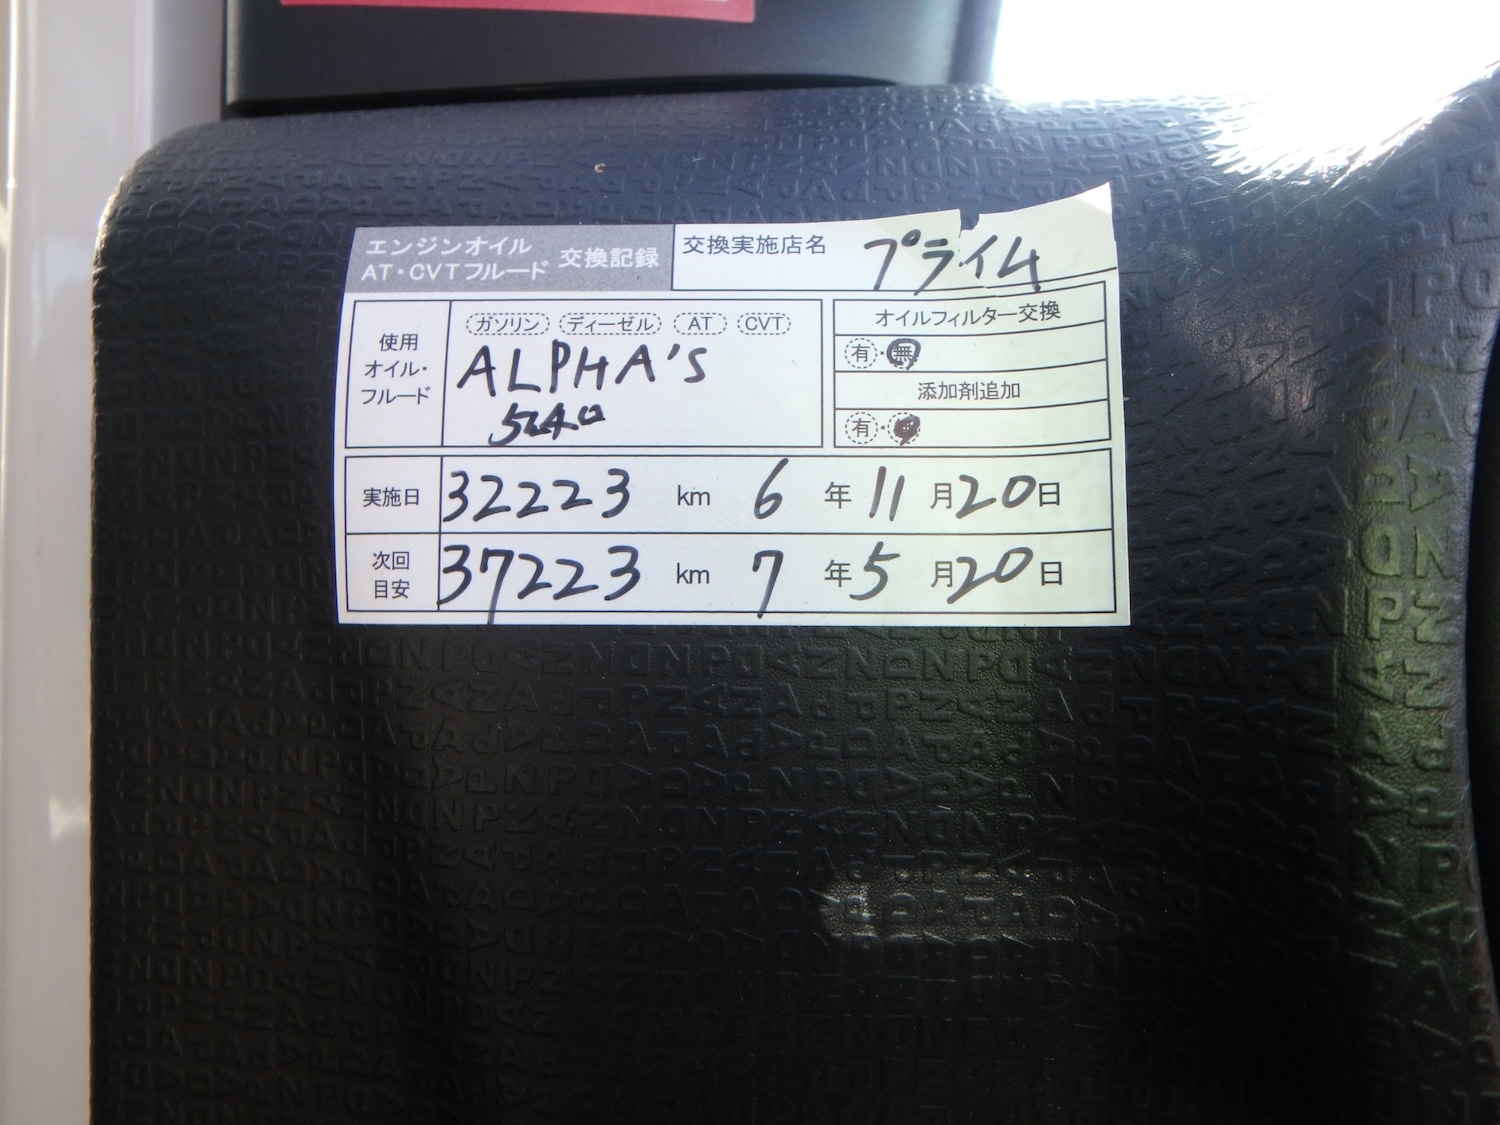 エンジンオイル
AT・CVTフルード 交換記録
交換実施店名 プライム
使用
オイル・
フルード
ガソリン ディーゼル AT CVT
ALPHA'S
5W40
オイルフィルター交換
有・無
添加剤追加
有・
実施日 32223 km 6 年 11 月 20 日
次回
目安
37223 km 7 年 5 月 20 日